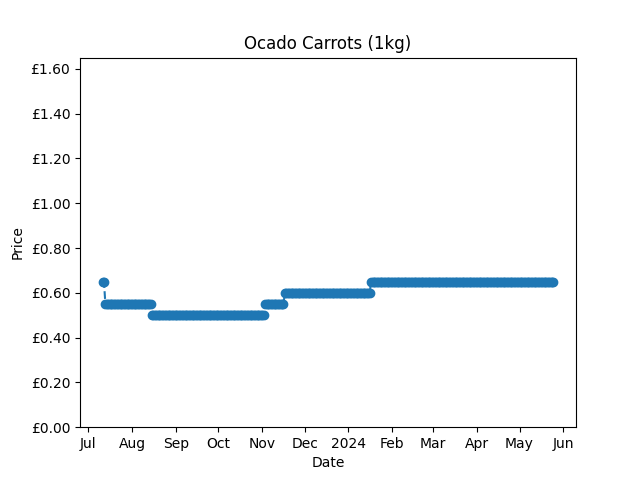 Ocado Carrots (1kg)
£1.60
£1.40
£1.20
£1.00
£0.80
£0.60
£0.40
£0.20
£0.00
Price
Jul Aug Sep Oct Nov Dec 2024 Feb Mar Apr May Jun
Date